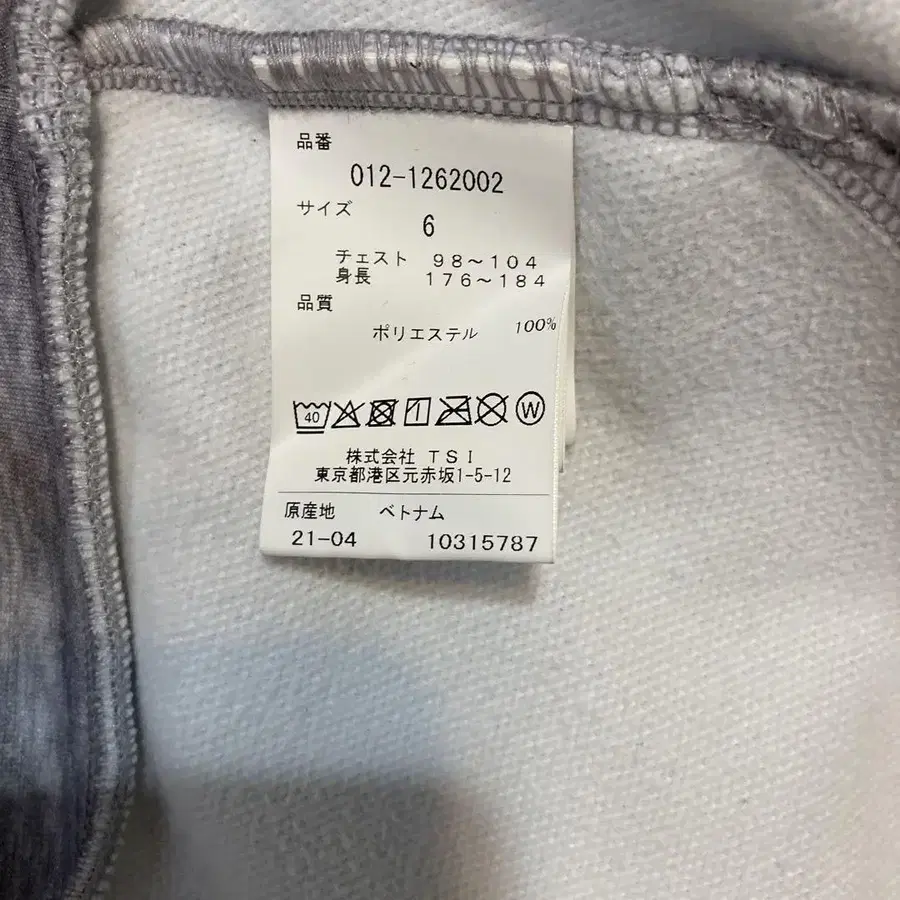 品番
012-1262002
サイズ
6
チェスト 98～104
身長 176～184
品質
ポリエステル 100%
40 W
株式会社 TSI
東京都港区元赤坂1-5-12
原産地 ベトナム
21-04 10315787